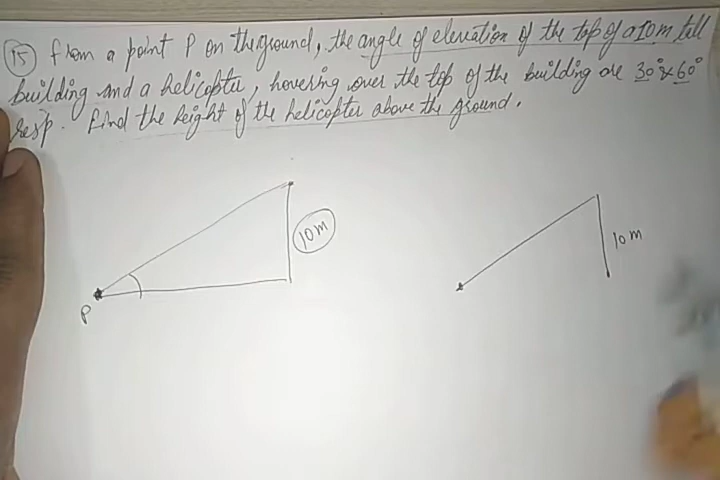 15 from a point P on the ground, the angle of elevation of the top of a 10m tall
building and a helicopter, hovering over the top of the building are 30° & 60°
resp. Find the height of the helicopter above the ground.
10m
10m
P